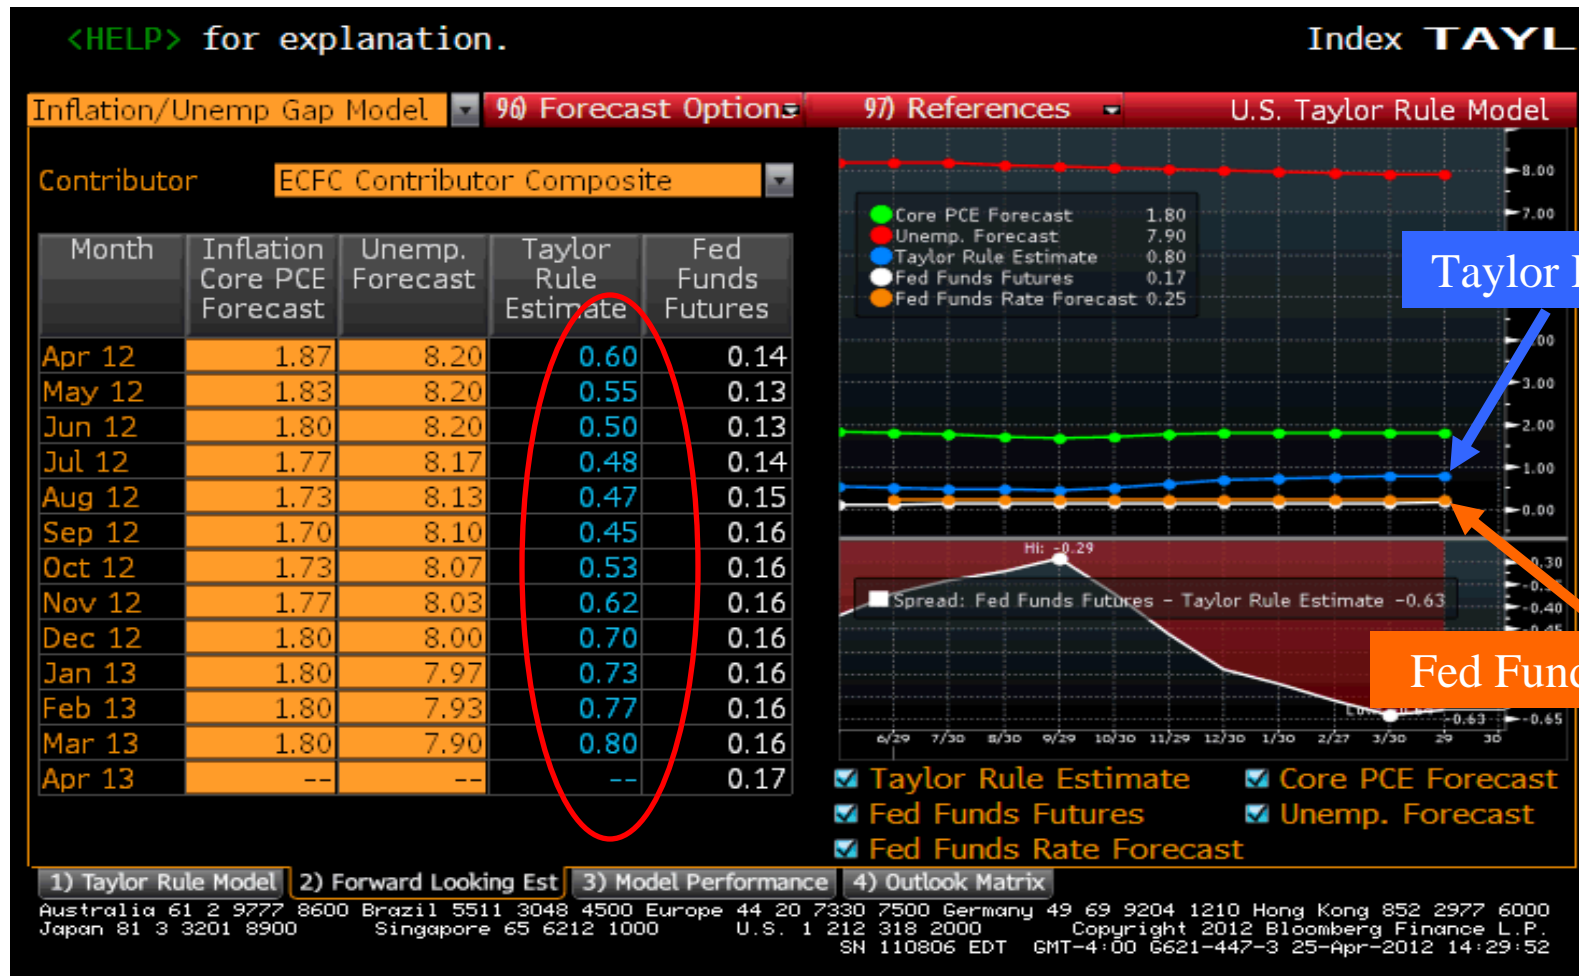 <HELP> for explanation.
Index TAYL
Inflation/Unemp Gap Model 96) Forecast Options 97) References U.S. Taylor Rule Model
Contributor ECFC Contributor Composite
Month Inflation Core PCE Forecast Unemp. Forecast Taylor Rule Estimate Fed Funds Futures
Apr 12 1.87 8.20 0.60 0.14
May 12 1.83 8.20 0.55 0.13
Jun 12 1.80 8.20 0.50 0.13
Jul 12 1.77 8.17 0.48 0.14
Aug 12 1.73 8.13 0.47 0.15
Sep 12 1.70 8.10 0.45 0.16
Oct 12 1.73 8.07 0.53 0.16
Nov 12 1.77 8.03 0.62 0.16
Dec 12 1.80 8.00 0.70 0.16
Jan 13 1.80 7.97 0.73 0.16
Feb 13 1.80 7.93 0.77 0.16
Mar 13 1.80 7.90 0.80 0.16
Apr 13 -- -- -- 0.17
Core PCE Forecast 1.80
Unemp. Forecast 7.90
Taylor Rule Estimate 0.80
Fed Funds Futures 0.17
Fed Funds Rate Forecast 0.25
8.00
7.00
Taylor
3.00
2.00
1.00
0.00
Hi: -0.29
-0.30
Spread: Fed Funds Futures - Taylor Rule Estimate -0.63
-0.40
Fed Fun
-0.63
-0.65
6/29 7/30 8/30 9/29 10/30 11/29 12/30 1/30 2/27 3/30 29 30
Taylor Rule Estimate Core PCE Forecast
Fed Funds Futures Unemp. Forecast
Fed Funds Rate Forecast
1) Taylor Rule Model 2) Forward Looking Est 3) Model Performance 4) Outlook Matrix
Australia 61 2 9777 8600 Brazil 5511 3048 4500 Europe 44 20 7330 7500 Germany 49 69 9204 1210 Hong Kong 852 2977 6000
Japan 81 3 3201 8900 Singapore 65 6212 1000 U.S. 1 212 318 2000 Copyright 2012 Bloomberg Finance L.P.
SN 110806 EDT GMT-4:00 G621-447-3 25-Apr-2012 14:29:52